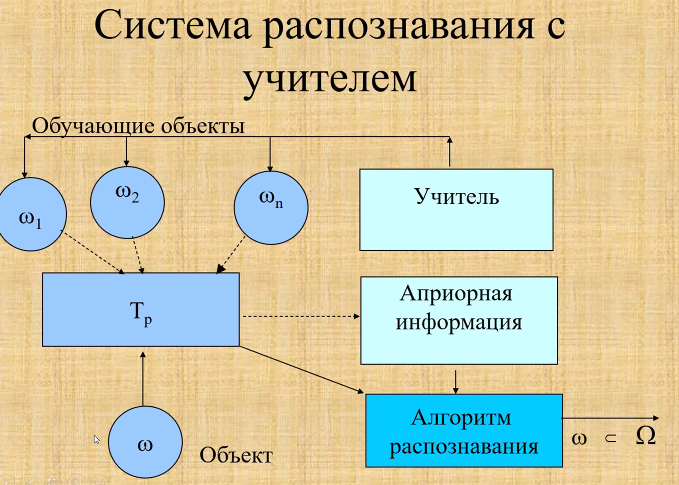 Система распознавания с
учителем
Обучающие объекты
ω1
ω2
ωn
Учитель
Тр
Априорная
информация
Алгоритм
распознавания
ω ⊂ Ω
ω
Объект